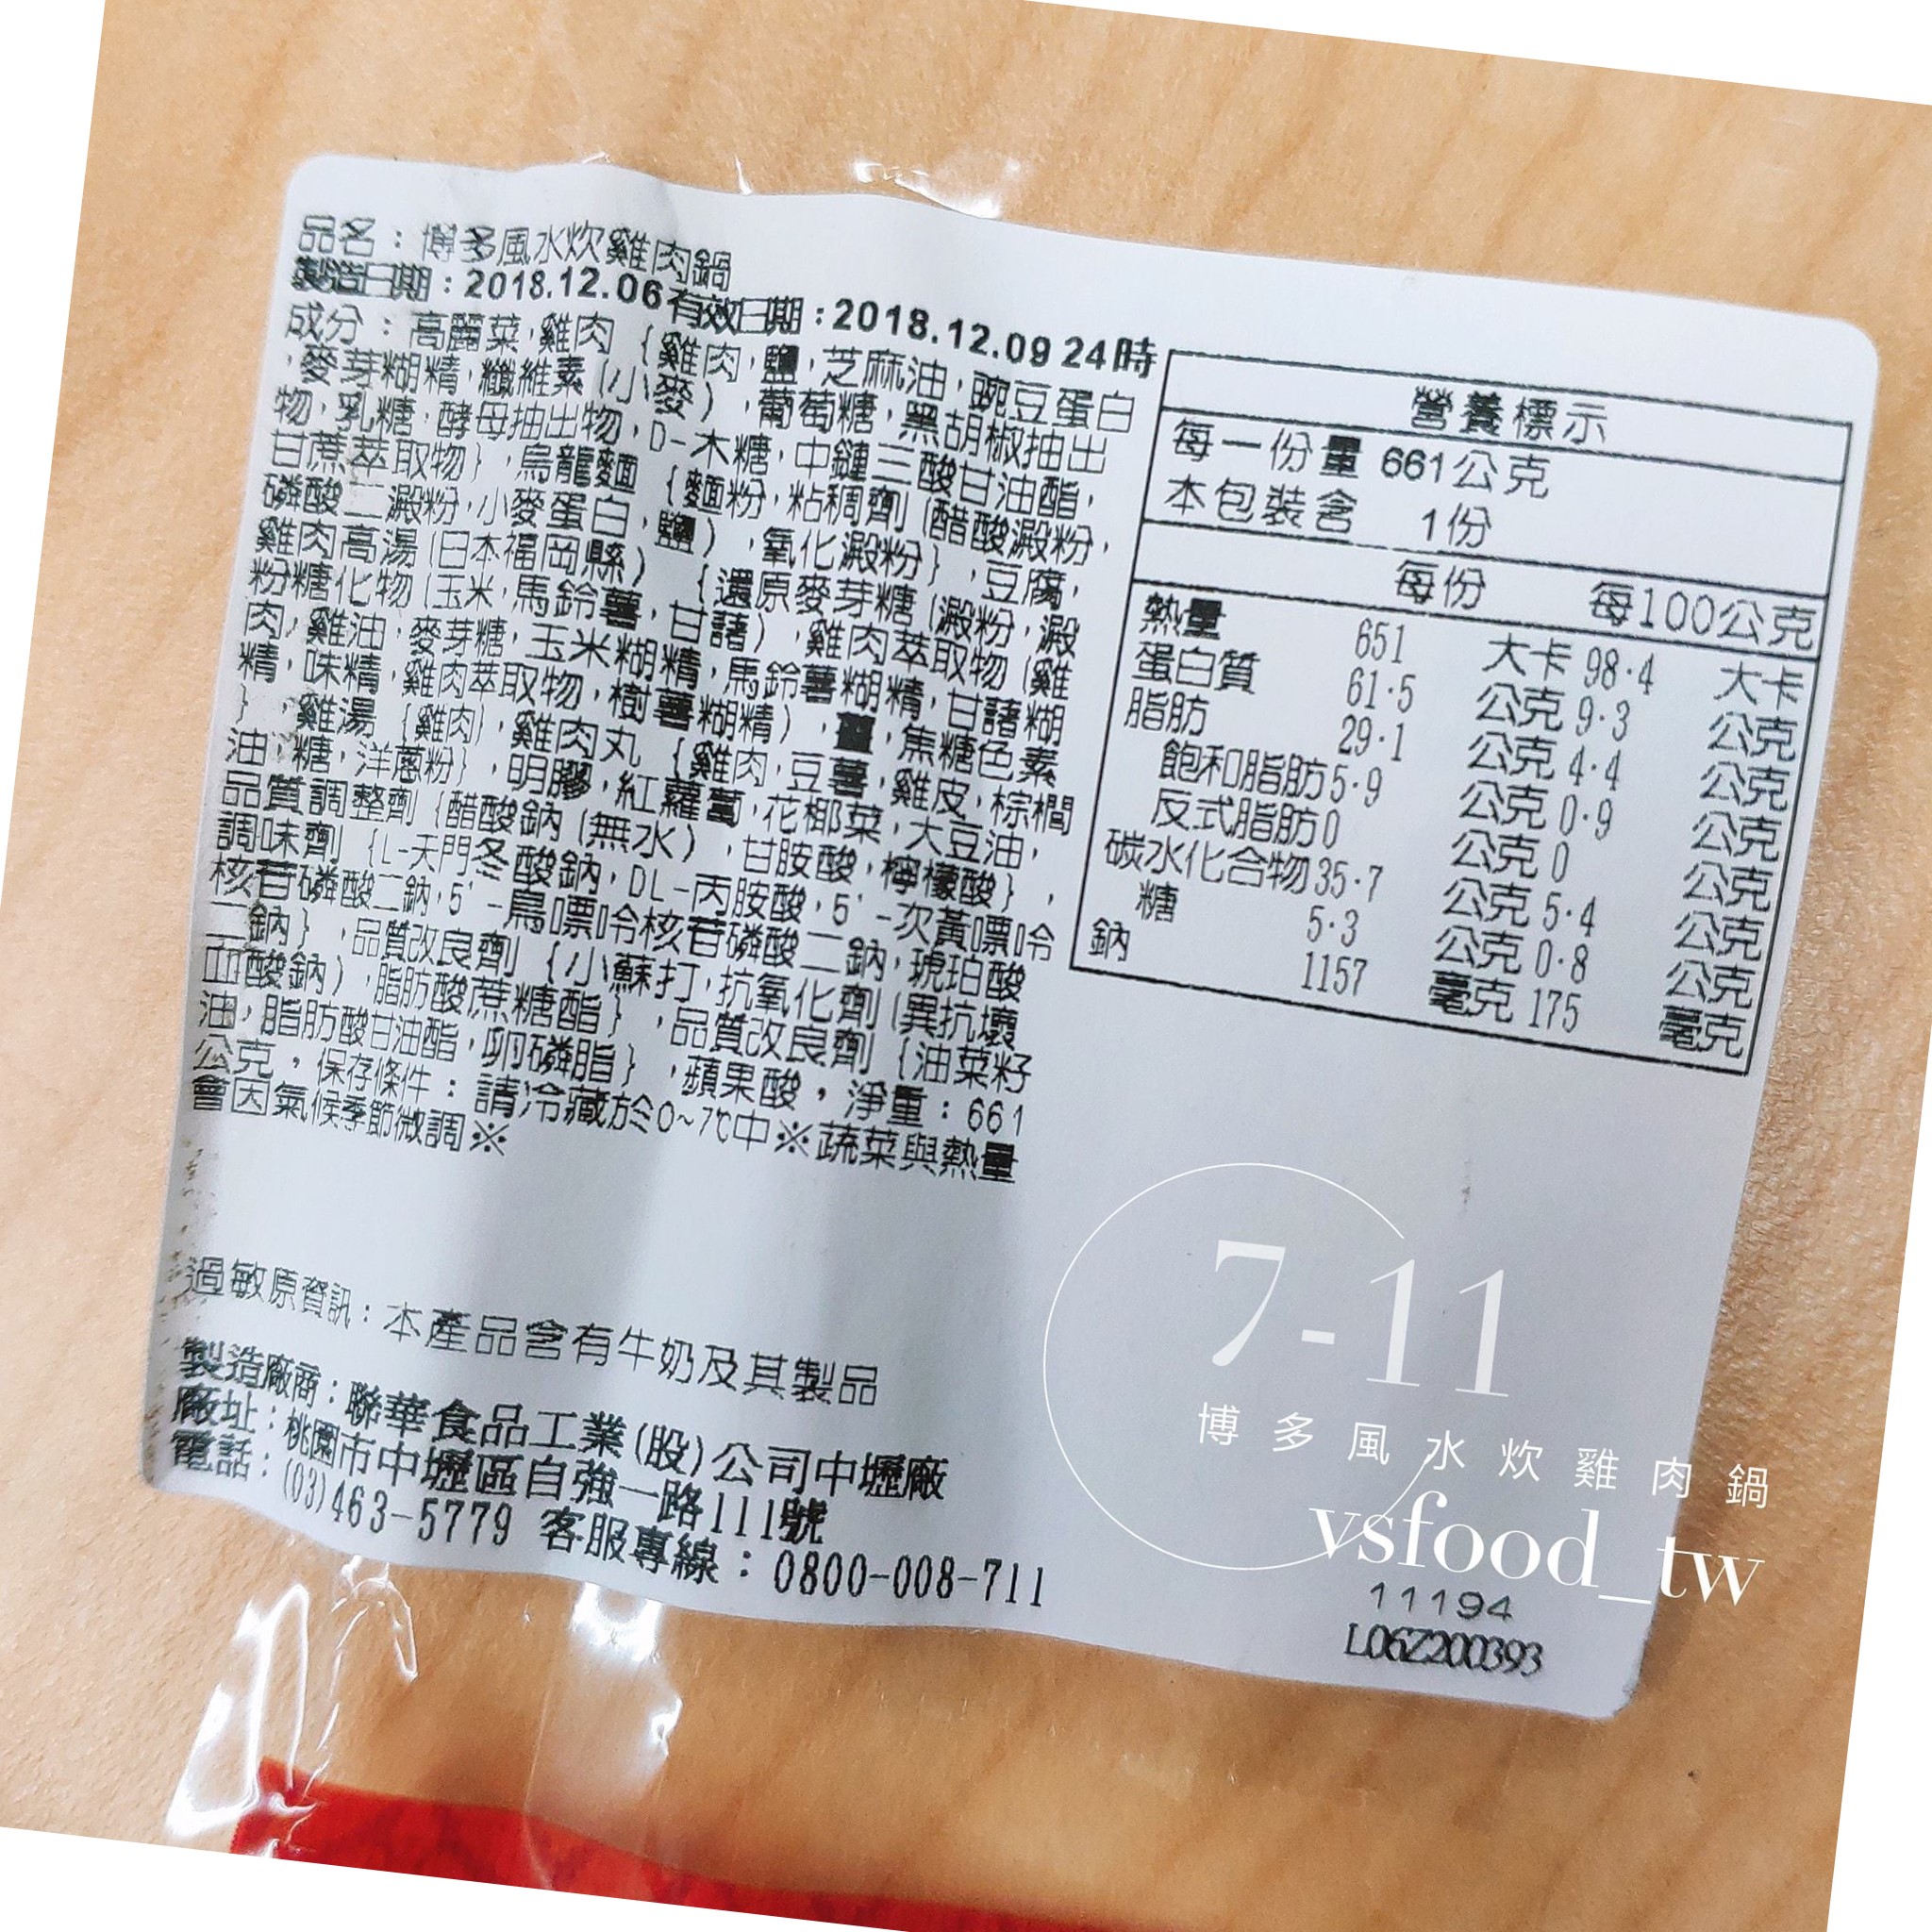 品名：博多風水炊雞肉鍋
製造日期：2018.12.06有效日期：2018.12.09 24時
成分：高麗菜，雞肉｛雞肉，鹽，芝麻油，豌豆蛋白
，麥芽糊精，纖維素(小麥)，葡萄糖，黑胡椒抽出
物，乳糖，酵母抽出物，D-木糖，中鏈三酸甘油酯，
甘蔗萃取物｝，烏龍麵｛麵粉，粘稠劑(醋酸澱粉，
磷酸二澱粉，小麥蛋白，鹽)，氧化澱粉｝，豆腐，
雞肉高湯(日本福岡縣)｛還原麥芽糖(澱粉，澱
粉糖化物(玉米，馬鈴薯，甘藷)，雞肉萃取物(雞
肉，雞油，麥芽糖，玉米糊精，馬鈴薯糊精，甘藷糊
精，味精，雞肉萃取物，樹薯糊精)，薑，焦糖色素
｝，雞湯｛雞肉｝，雞肉丸｛雞肉，豆薯，雞皮，棕櫚
油，糖，洋蔥粉｝，明膠，紅蘿蔔，花椰菜，大豆油，
品質調整劑｛醋酸鈉(無水)，甘胺酸，檸檬酸｝，
調味劑｛L-天門冬酸鈉，DL-丙胺酸，5'-次黃嘌呤
核苷磷酸二鈉，5'-鳥嘌呤核苷磷酸二鈉，琥珀酸
二鈉｝，品質改良劑｛小蘇打，抗氧化劑(異抗壞
血酸鈉)，脂肪酸蔗糖酯｝，品質改良劑｛油菜籽
油，脂肪酸甘油酯，卵磷脂｝，蘋果酸，淨重：661
公克，保存條件：請冷藏於0~7℃中※蔬菜與熱量
會因氣候季節微調※
營養標示
每一份量 661公克
本包裝含 1份
每份 每100公克
熱量 651 大卡 98.4 大卡
蛋白質 61.5 公克 9.3 公克
脂肪 29.1 公克 4.4 公克
飽和脂肪 5.9 公克 0.9 公克
反式脂肪 0 公克 0 公克
碳水化合物 35.7 公克 5.4 公克
糖 5.3 公克 0.8 公克
鈉 1157 毫克 175 毫克
過敏原資訊：本產品含有牛奶及其製品
製造廠商：聯華食品工業(股)公司中壢廠
廠址：桃園市中壢區自強一路111號
電話：(03)463-5779 客服專線：0800-008-711
7-11
博多風水炊雞肉鍋
vsfood_tw
11194
L06Z200393